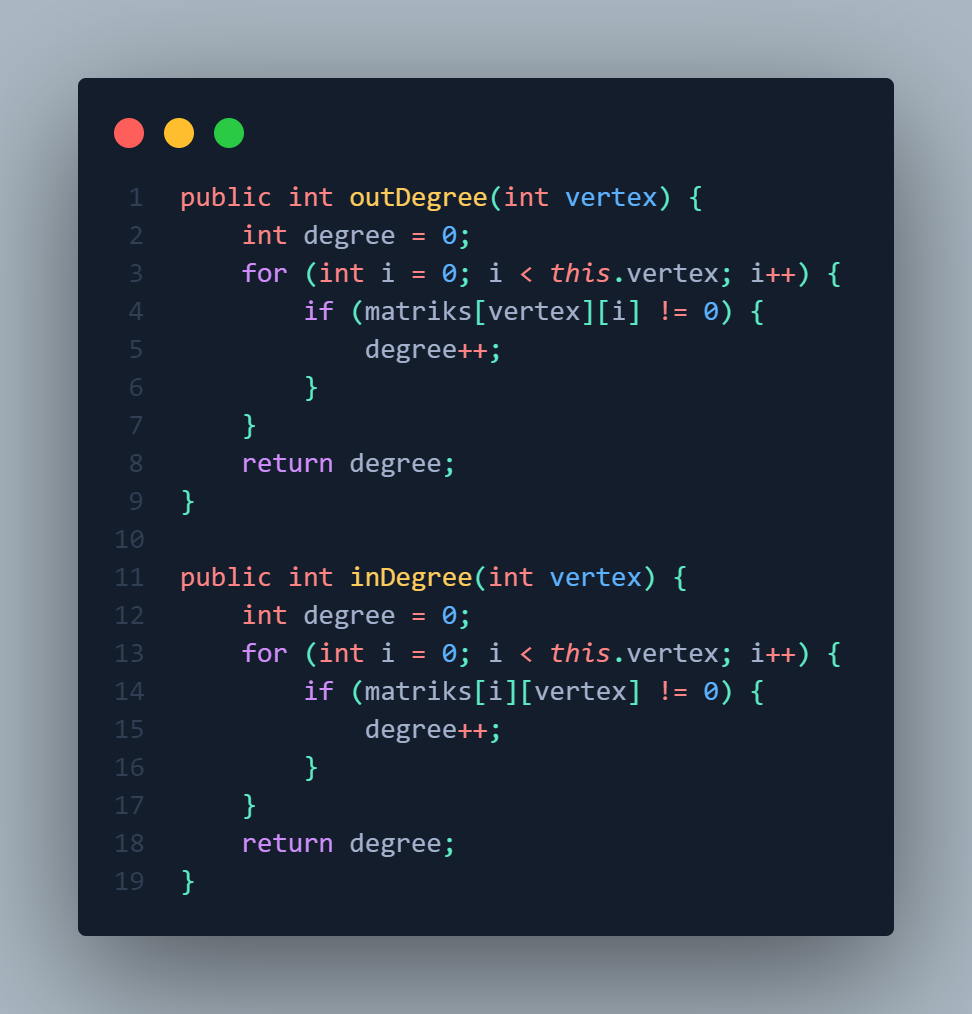 1 public int outDegree(int vertex) {
2     int degree = 0;
3     for (int i = 0; i < this.vertex; i++) {
4         if (matriks[vertex][i] != 0) {
5             degree++;
6         }
7     }
8     return degree;
9 }
10
11 public int inDegree(int vertex) {
12     int degree = 0;
13     for (int i = 0; i < this.vertex; i++) {
14         if (matriks[i][vertex] != 0) {
15             degree++;
16         }
17     }
18     return degree;
19 }